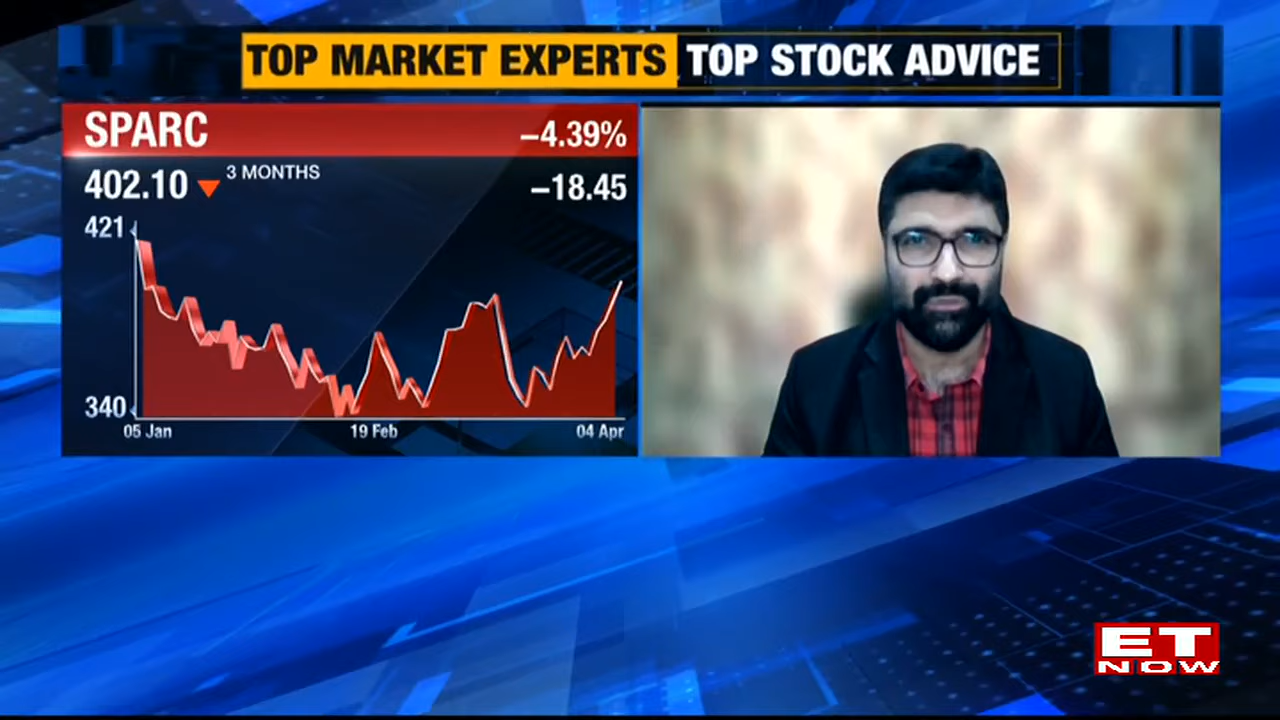 TOP MARKET EXPERTS TOP STOCK ADVICE
SPARC –4.39%
402.10 3 MONTHS –18.45
421
340
05 Jan 19 Feb 04 Apr
ET
NOW